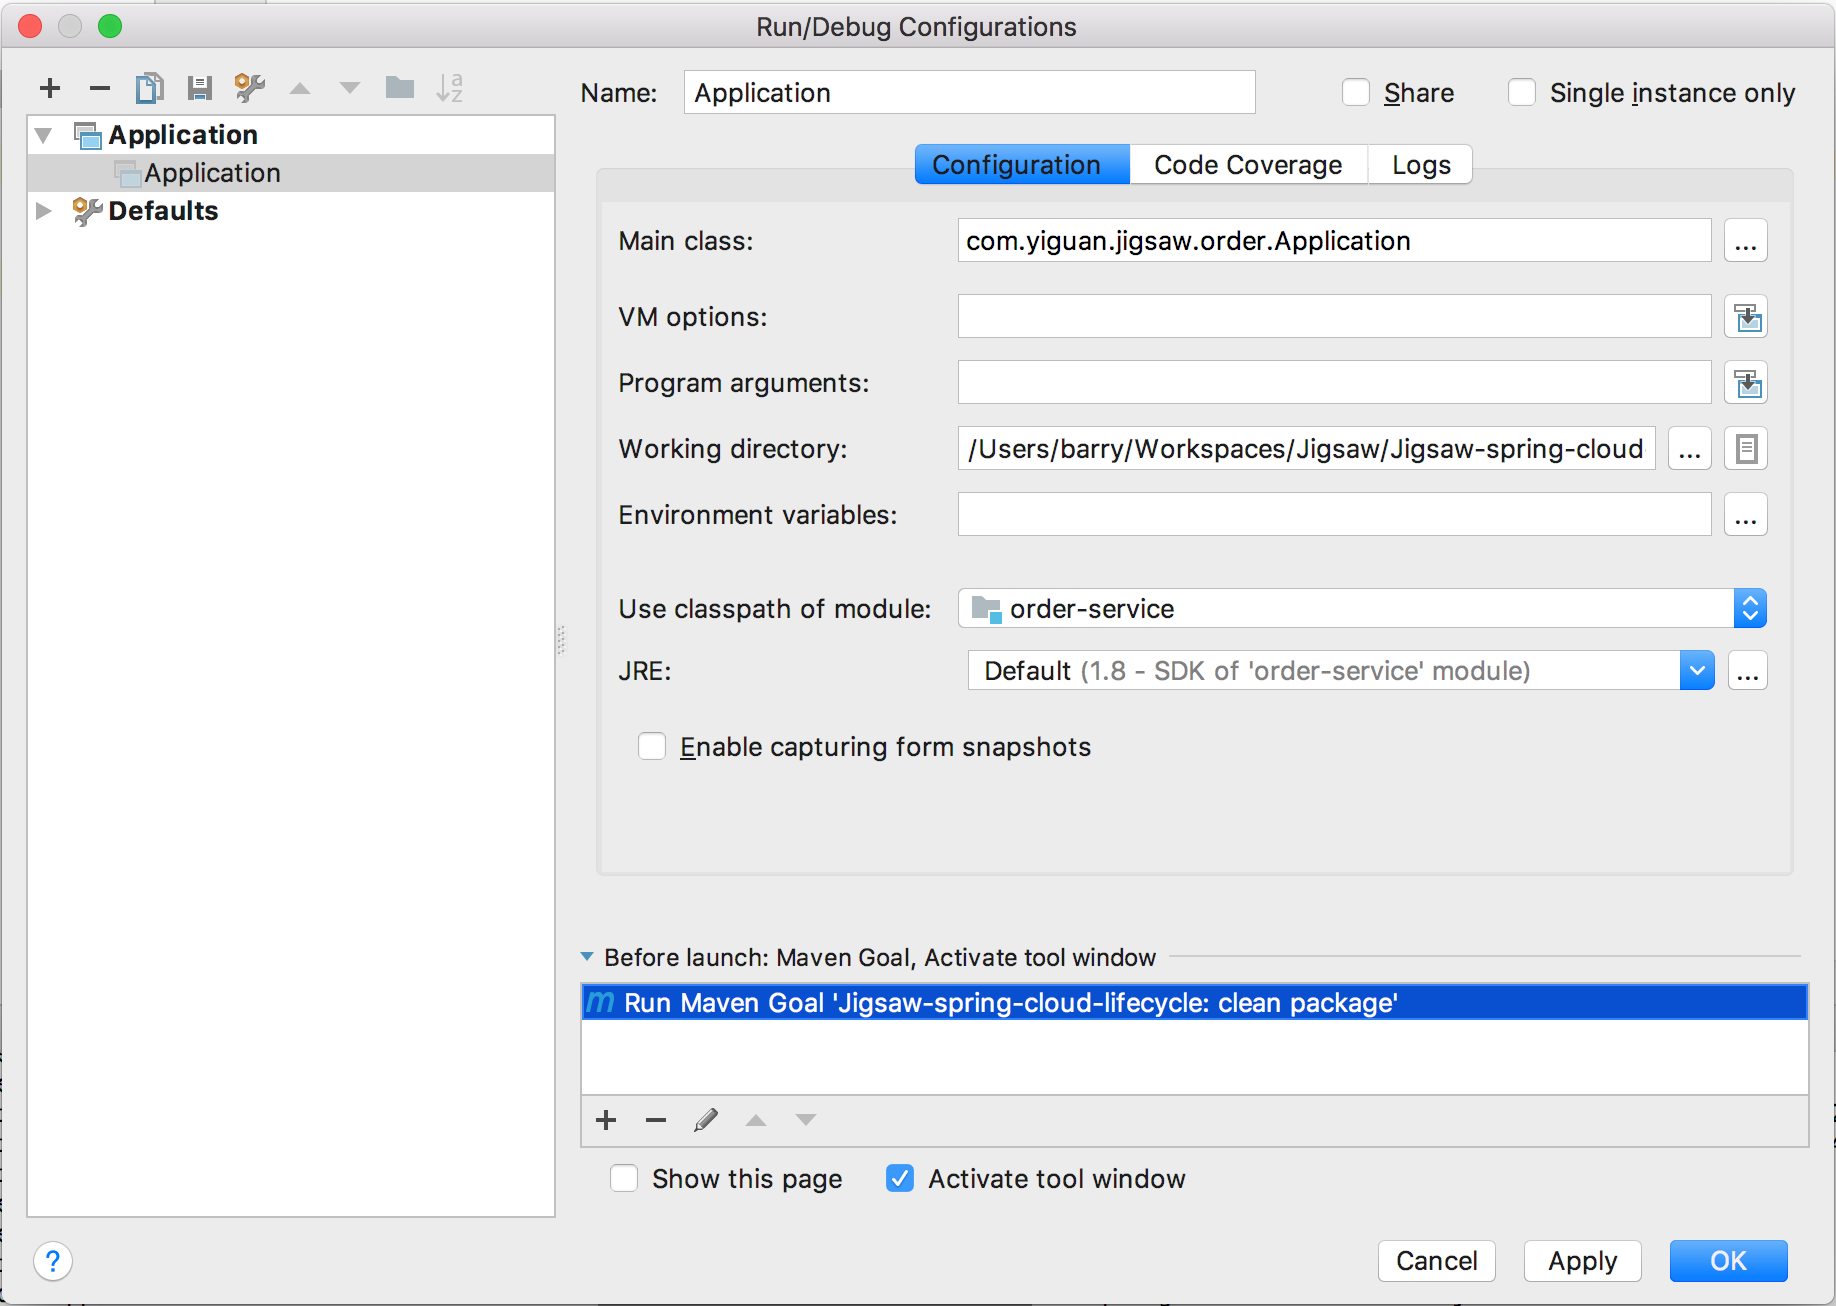 Run/Debug Configurations
Name: Application Share Single instance only
Application
Application
Defaults
Configuration Code Coverage Logs
Main class: com.yiguan.jigsaw.order.Application ...
VM options:
Program arguments:
Working directory: /Users/barry/Workspaces/Jigsaw/Jigsaw-spring-cloud ...
Environment variables: ...
Use classpath of module: order-service
JRE: Default (1.8 - SDK of 'order-service' module) ...
Enable capturing form snapshots
Before launch: Maven Goal, Activate tool window
m Run Maven Goal 'Jigsaw-spring-cloud-lifecycle: clean package'
Show this page Activate tool window
? Cancel Apply OK